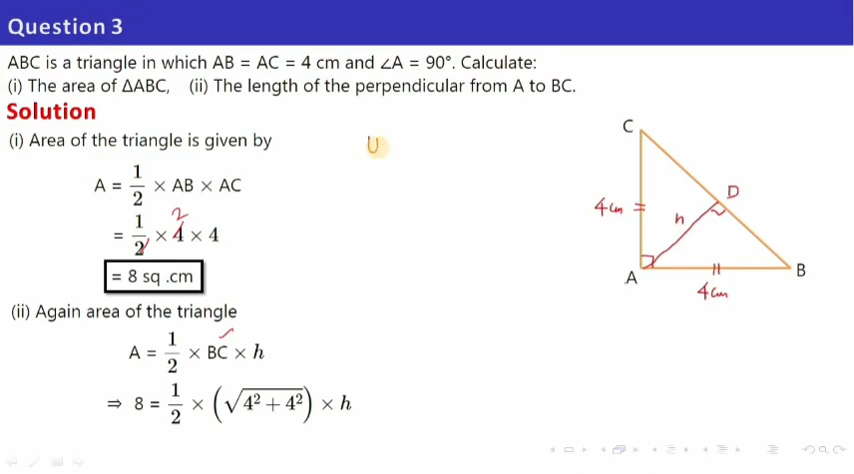 Question 3
ABC is a triangle in which AB = AC = 4 cm and ∠A = 90°. Calculate:
(i) The area of ΔABC, (ii) The length of the perpendicular from A to BC.
Solution
(i) Area of the triangle is given by
U
A = 1/2 × AB × AC
2
= 1/2 × 4 × 4
= 8 sq .cm
(ii) Again area of the triangle
A = 1/2 × BC × h
⇒ 8 = 1/2 × (√(4² + 4²)) × h
C
D
4cm
h
A
B
4cm